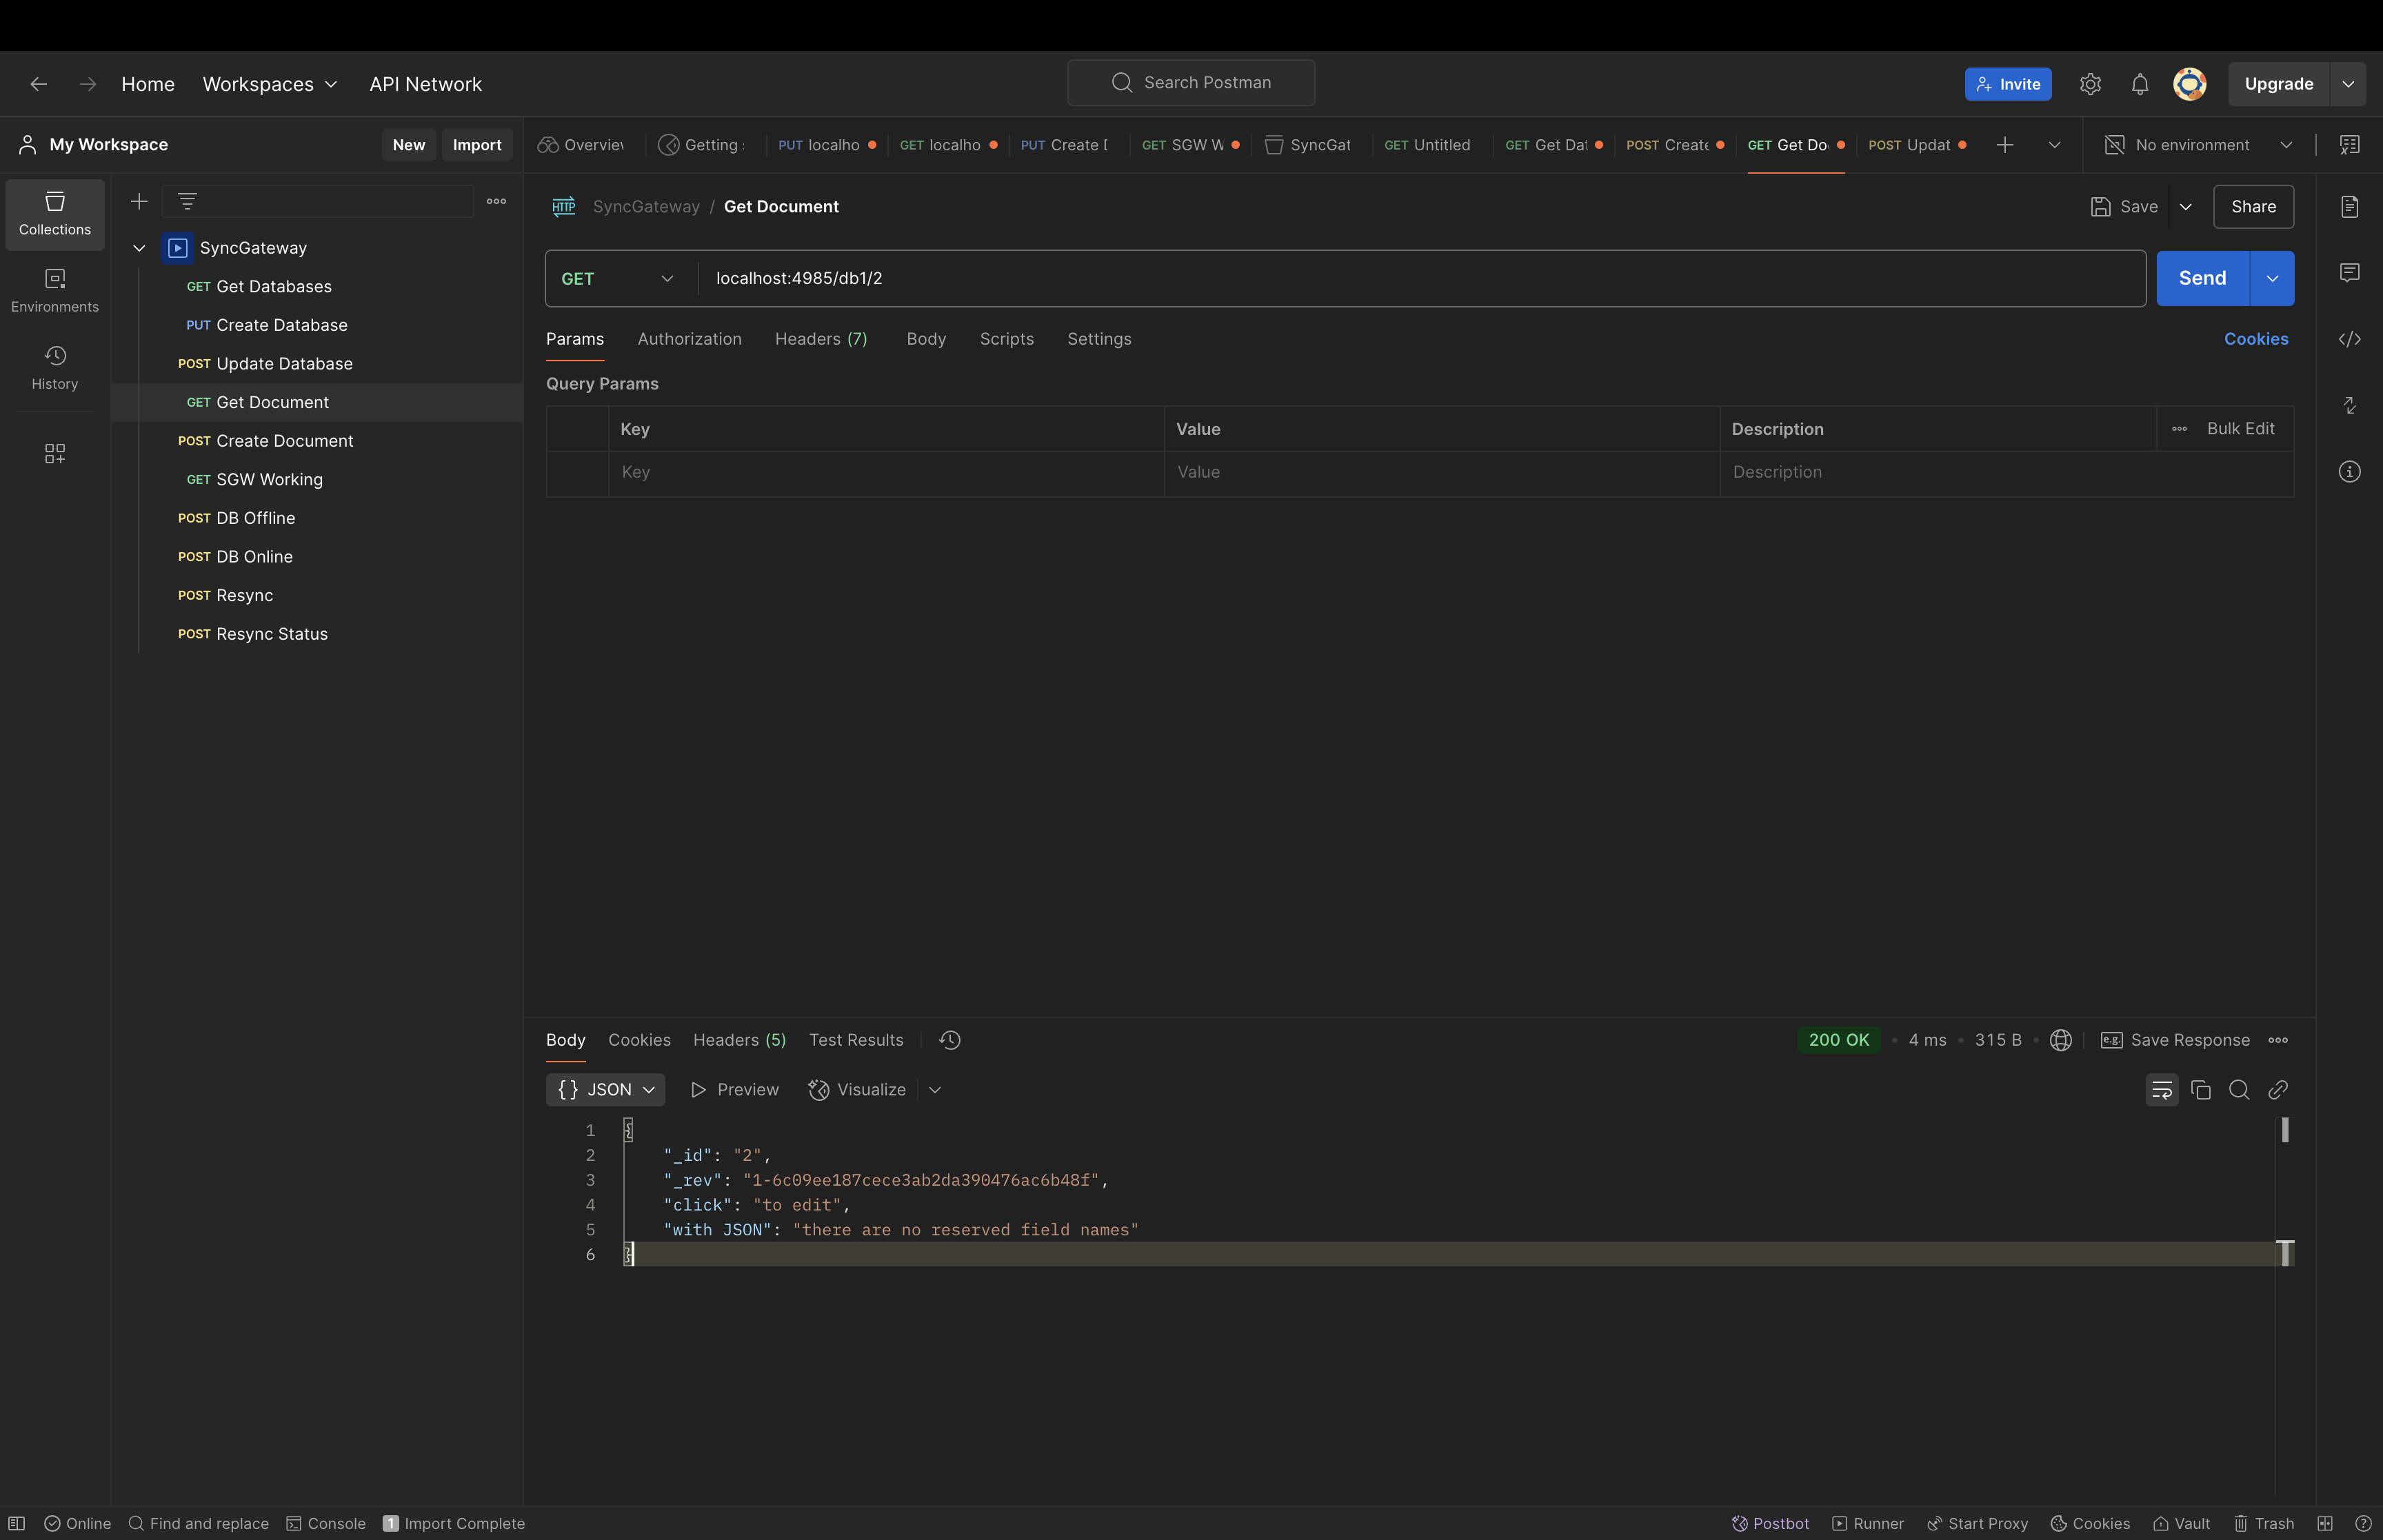 Home Workspaces API Network Search Postman Invite Upgrade
My Workspace New Import Overvie Getting PUT localho GET localho PUT Create GET SGW W SyncGat GET Untitled GET Get Da POST Create GET Get Do POST Updat No environment
Collections
Environments
History
SyncGateway
GET Get Databases
PUT Create Database
POST Update Database
GET Get Document
POST Create Document
GET SGW Working
POST DB Offline
POST DB Online
POST Resync
POST Resync Status
HTTP SyncGateway / Get Document Save Share
GET localhost:4985/db1/2 Send
Params Authorization Headers (7) Body Scripts Settings Cookies
Query Params
Key Value Description Bulk Edit
Key Value Description
Body Cookies Headers (5) Test Results 200 OK • 4 ms • 315 B e.g. Save Response
{} JSON Preview Visualize
1 {
2 "_id": "2",
3 "_rev": "1-6c09ee187cece3ab2da390476ac6b48f",
4 "click": "to edit",
5 "with JSON": "there are no reserved field names"
6 }
Online Find and replace Console 1 Import Complete Postbot Runner Start Proxy Cookies Vault Trash